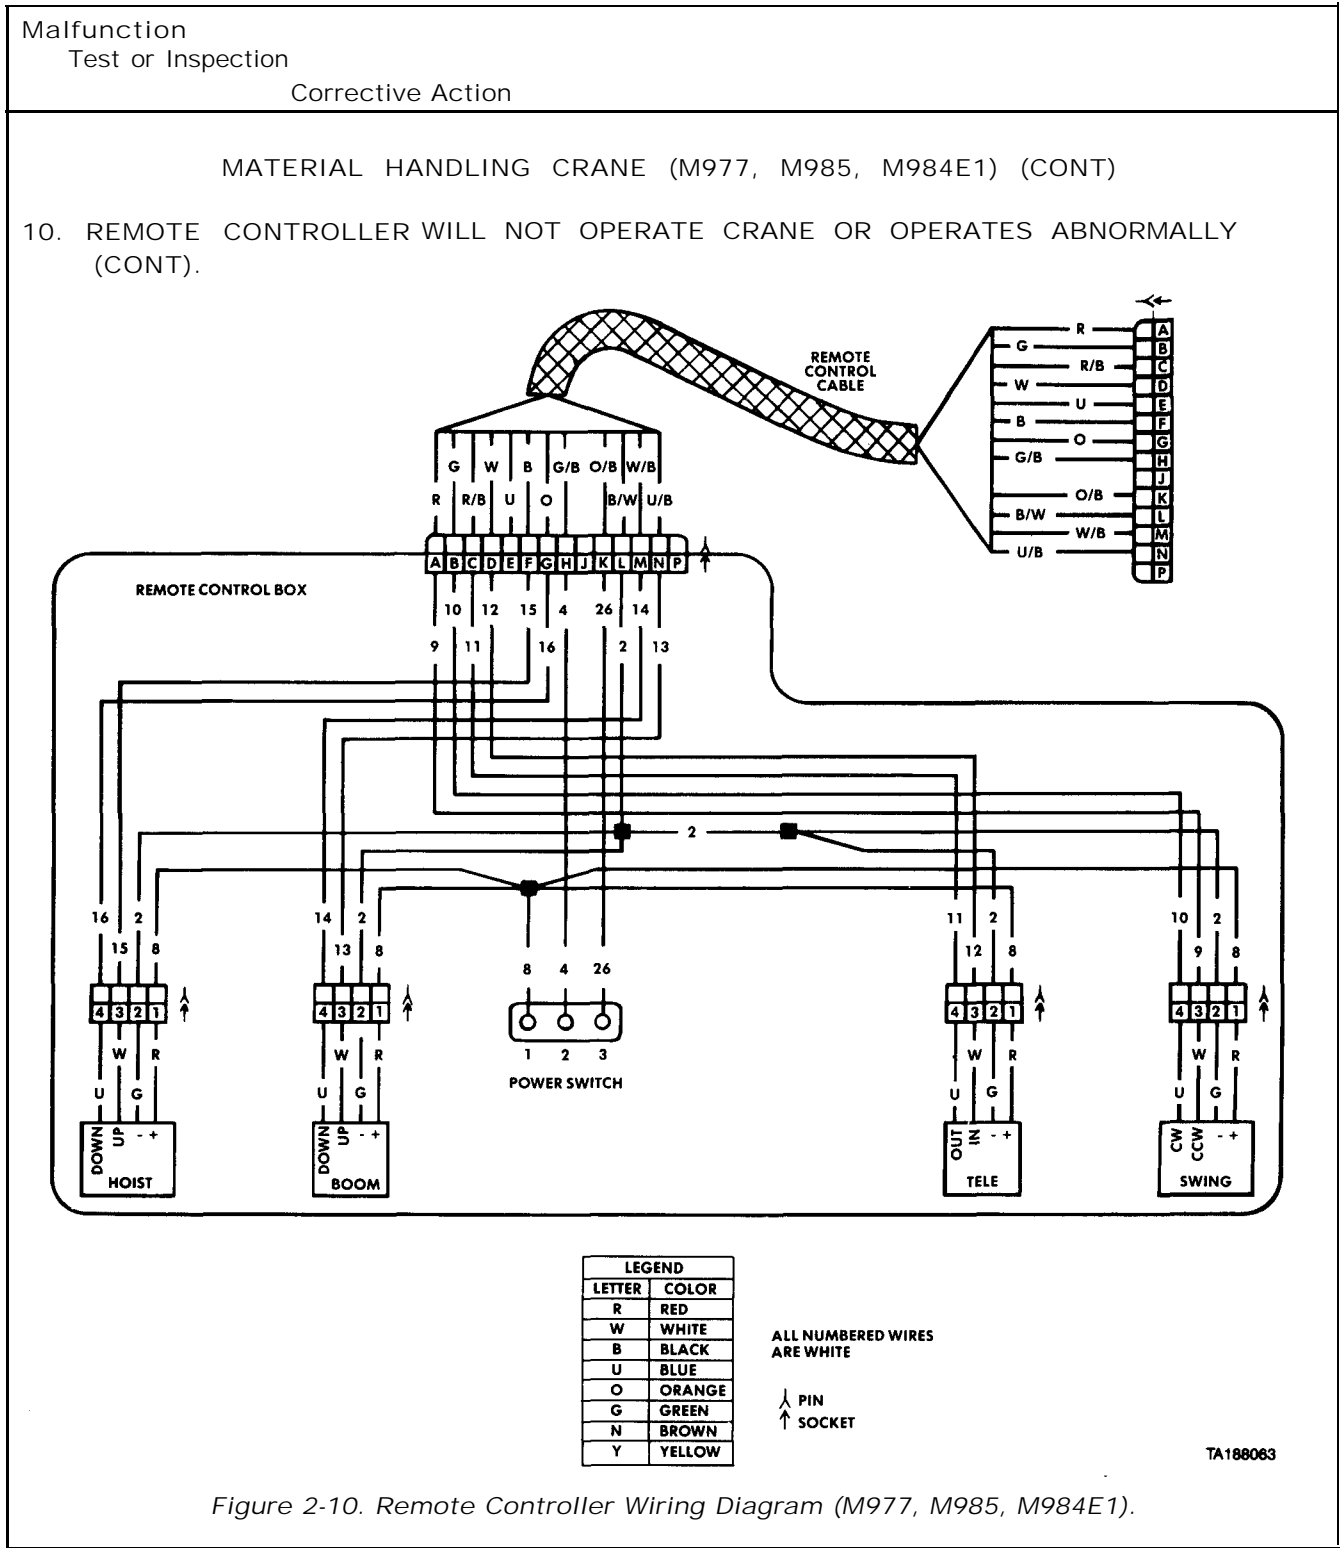 Malfunction
Test or Inspection
Corrective Action
MATERIAL HANDLING CRANE (M977, M985, M984E1) (CONT)
10. REMOTE CONTROLLER WILL NOT OPERATE CRANE OR OPERATES ABNORMALLY
(CONT).
REMOTE
CONTROL
CABLE
R A
G B
R/B C
W D
U E
B F
O G
G/B H
J
O/B K
B/W L
W/B M
U/B N
P
G W B G/B O/B W/B
R R/B U O B/W U/B
A B C D E F G H J K L M N P
REMOTE CONTROL BOX
10 12 15 4 26 14
9 11 16 2 13
2
16 2 14 2 11 2 10 2
15 8 13 8 12 8 9 8
8 4 26
4 3 2 1 4 3 2 1 4 3 2 1 4 3 2 1
1 2 3
POWER SWITCH
W R W R W R W R
U G U G U G U G
DOWN UP - + DOWN UP - + OUT IN - + CW CCW - +
HOIST BOOM TELE SWING
LEGEND
LETTER COLOR
R RED
W WHITE
B BLACK
U BLUE
O ORANGE
G GREEN
N BROWN
Y YELLOW
ALL NUMBERED WIRES
ARE WHITE
PIN
SOCKET
TA188063
Figure 2-10. Remote Controller Wiring Diagram (M977, M985, M984E1).